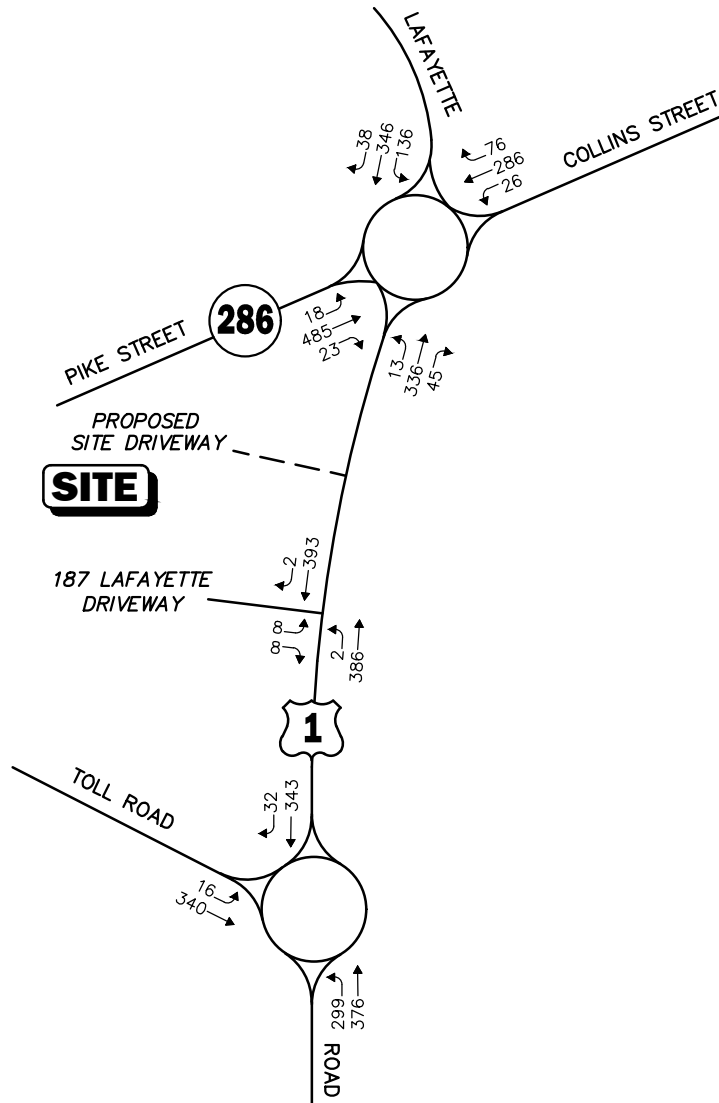 LAFAYETTE
COLLINS STREET
38
346
136
76
286
26
PIKE STREET
286
18
485
23
13
336
45
PROPOSED
SITE DRIVEWAY
SITE
187 LAFAYETTE
DRIVEWAY
2
393
8
8
2
386
1
TOLL ROAD
32
343
16
340
299
376
ROAD